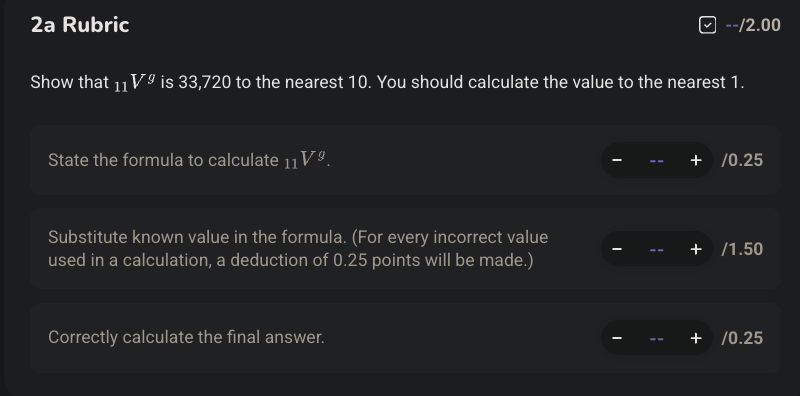 2a Rubric
--/2.00
Show that ₁₁V ᵍ is 33,720 to the nearest 10. You should calculate the value to the nearest 1.
State the formula to calculate ₁₁V ᵍ.
− -- + /0.25
Substitute known value in the formula. (For every incorrect value
used in a calculation, a deduction of 0.25 points will be made.)
− -- + /1.50
Correctly calculate the final answer.
− -- + /0.25